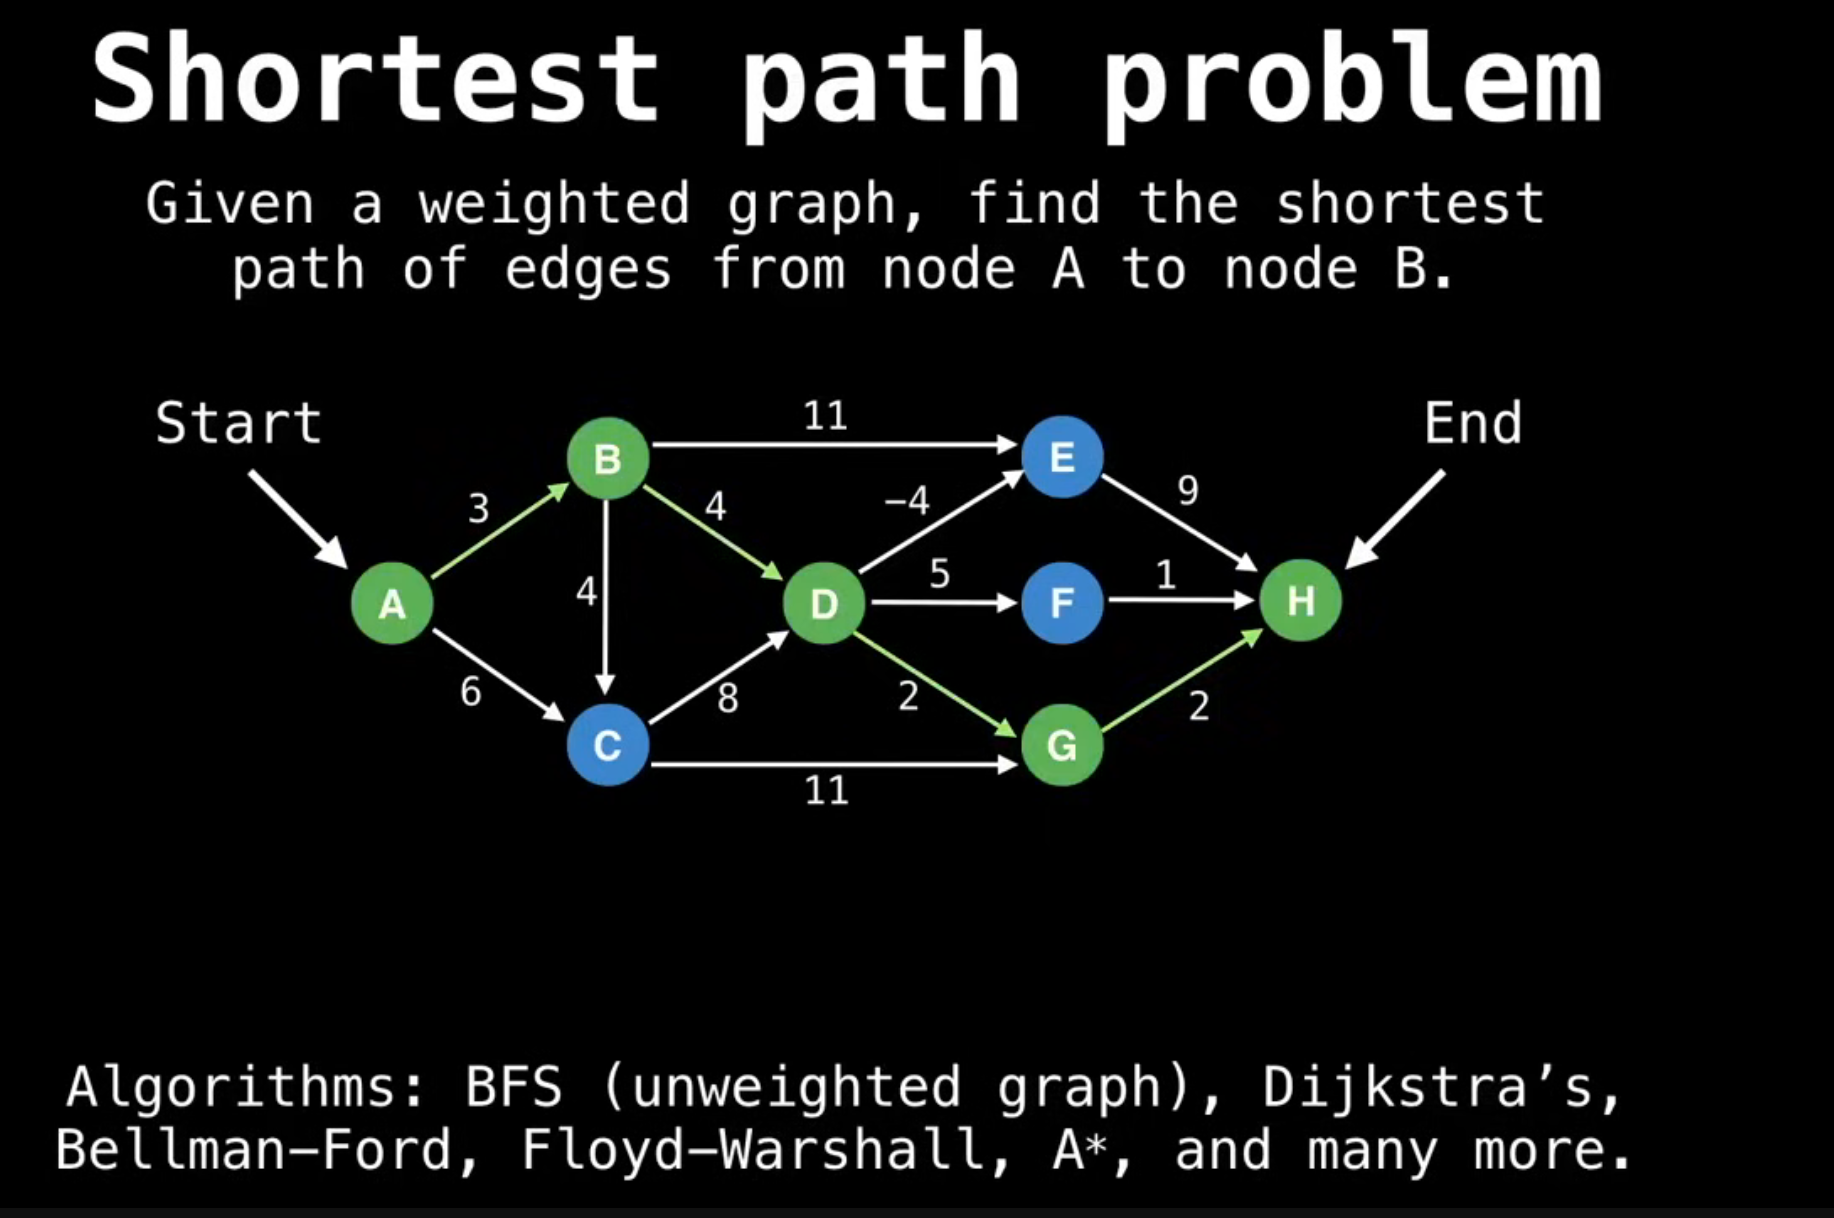 Shortest path problem
Given a weighted graph, find the shortest
path of edges from node A to node B.
Start
End
11
B
E
3
4
−4
9
4
5
1
A
D
F
H
6
8
2
2
C
G
11
Algorithms: BFS (unweighted graph), Dijkstra’s,
Bellman−Ford, Floyd−Warshall, A*, and many more.